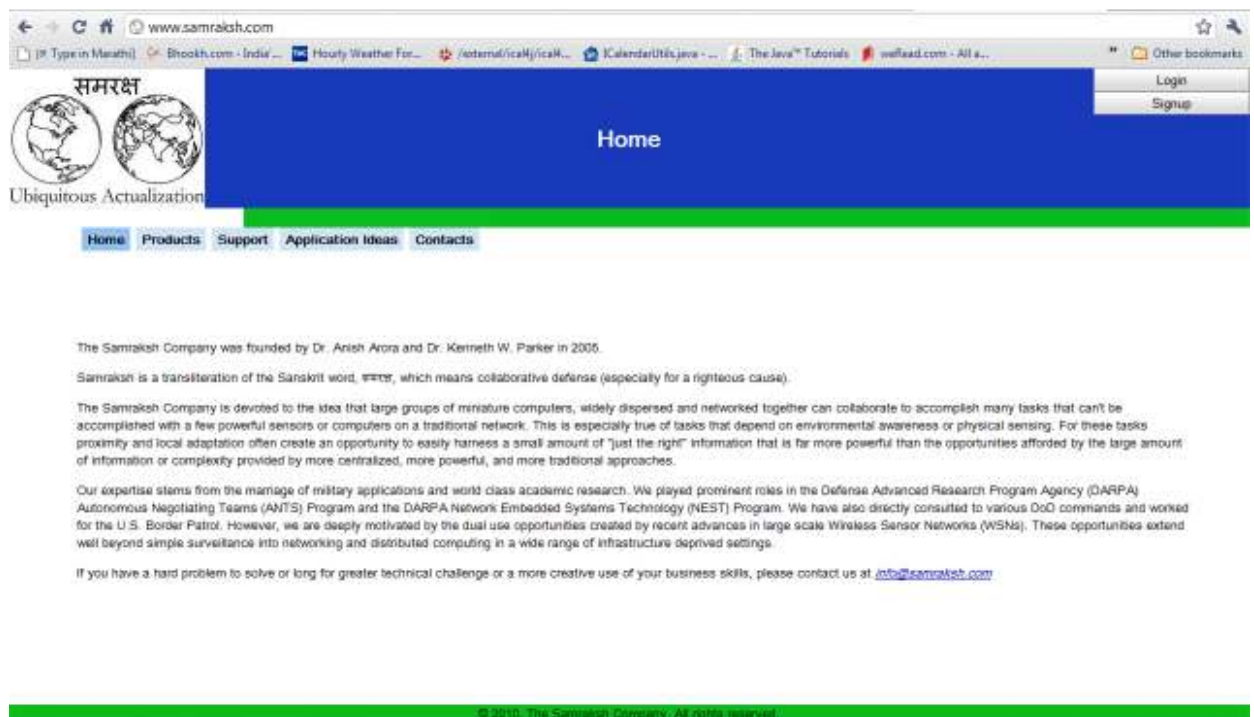 www.samraksh.com
Type in Marathi) Bhookh.com - India'... Hourly Weather For... /external/ical4j/ical4... ICalendarUtils.java - ... The Java™ Tutorials - All a... » Other bookmarks
Login
Signup
समरक्ष
Home
Ubiquitous Actualization
Home Products Support Application Ideas Contacts
The Samraksh Company was founded by Dr. Anish Arora and Dr. Kenneth W. Parker in 2005.
Samraksh is a transliteration of the Sanskrit word, समरक्ष, which means collaborative defense (especially for a righteous cause).
The Samraksh Company is devoted to the idea that large groups of miniature computers, widely dispersed and networked together can collaborate to accomplish many tasks that can't be
accomplished with a few powerful sensors or computers on a traditional network. This is especially true of tasks that depend on environmental awareness or physical sensing. For these tasks
proximity and local adaptation often create an opportunity to easily harness a small amount of "just the right" information that is far more powerful than the opportunities afforded by the large amount
of information or complexity provided by more centralized, more powerful, and more traditional approaches.
Our expertise stems from the marriage of military applications and world class academic research. We played prominent roles in the Defense Advanced Research Program Agency (DARPA)
Autonomous Negotiating Teams (ANTS) Program and the DARPA Network Embedded Systems Technology (NEST) Program. We have also directly consulted to various DoD commands and worked
for the U.S. Border Patrol. However, we are deeply motivated by the dual use opportunities created by recent advances in large scale Wireless Sensor Networks (WSNs). These opportunities extend
well beyond simple surveillance into networking and distributed computing in a wide range of infrastructure deprived settings.
If you have a hard problem to solve or long for greater technical challenge or a more creative use of your business skills, please contact us at info@samraksh.com
© 2010, The Samraksh Company. All rights reserved.